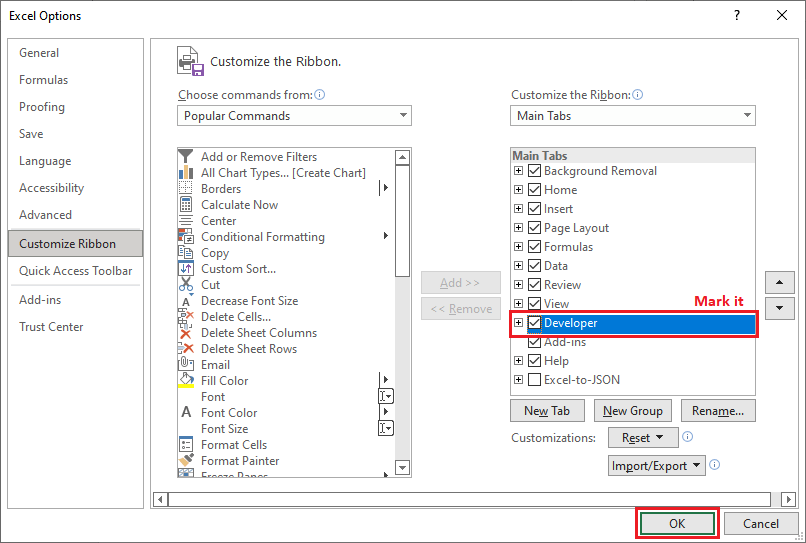 Excel Options
?
General
Formulas
Proofing
Save
Language
Accessibility
Advanced
Customize Ribbon
Quick Access Toolbar
Add-ins
Trust Center
Customize the Ribbon.
Choose commands from:
Popular Commands
Add or Remove Filters
All Chart Types... [Create Chart]
Borders
Calculate Now
Center
Conditional Formatting
Copy
Custom Sort...
Cut
Decrease Font Size
Delete Cells...
Delete Sheet Columns
Delete Sheet Rows
Email
Fill Color
Font
Font Color
Font Size
Format Cells
Format Painter
Freeze Panes
Add >>
<< Remove
Customize the Ribbon:
Main Tabs
Main Tabs
Background Removal
Home
Insert
Page Layout
Formulas
Data
Review
View
Mark it
Developer
Add-ins
Help
Excel-to-JSON
New Tab
New Group
Rename...
Customizations:
Reset
Import/Export
OK
Cancel